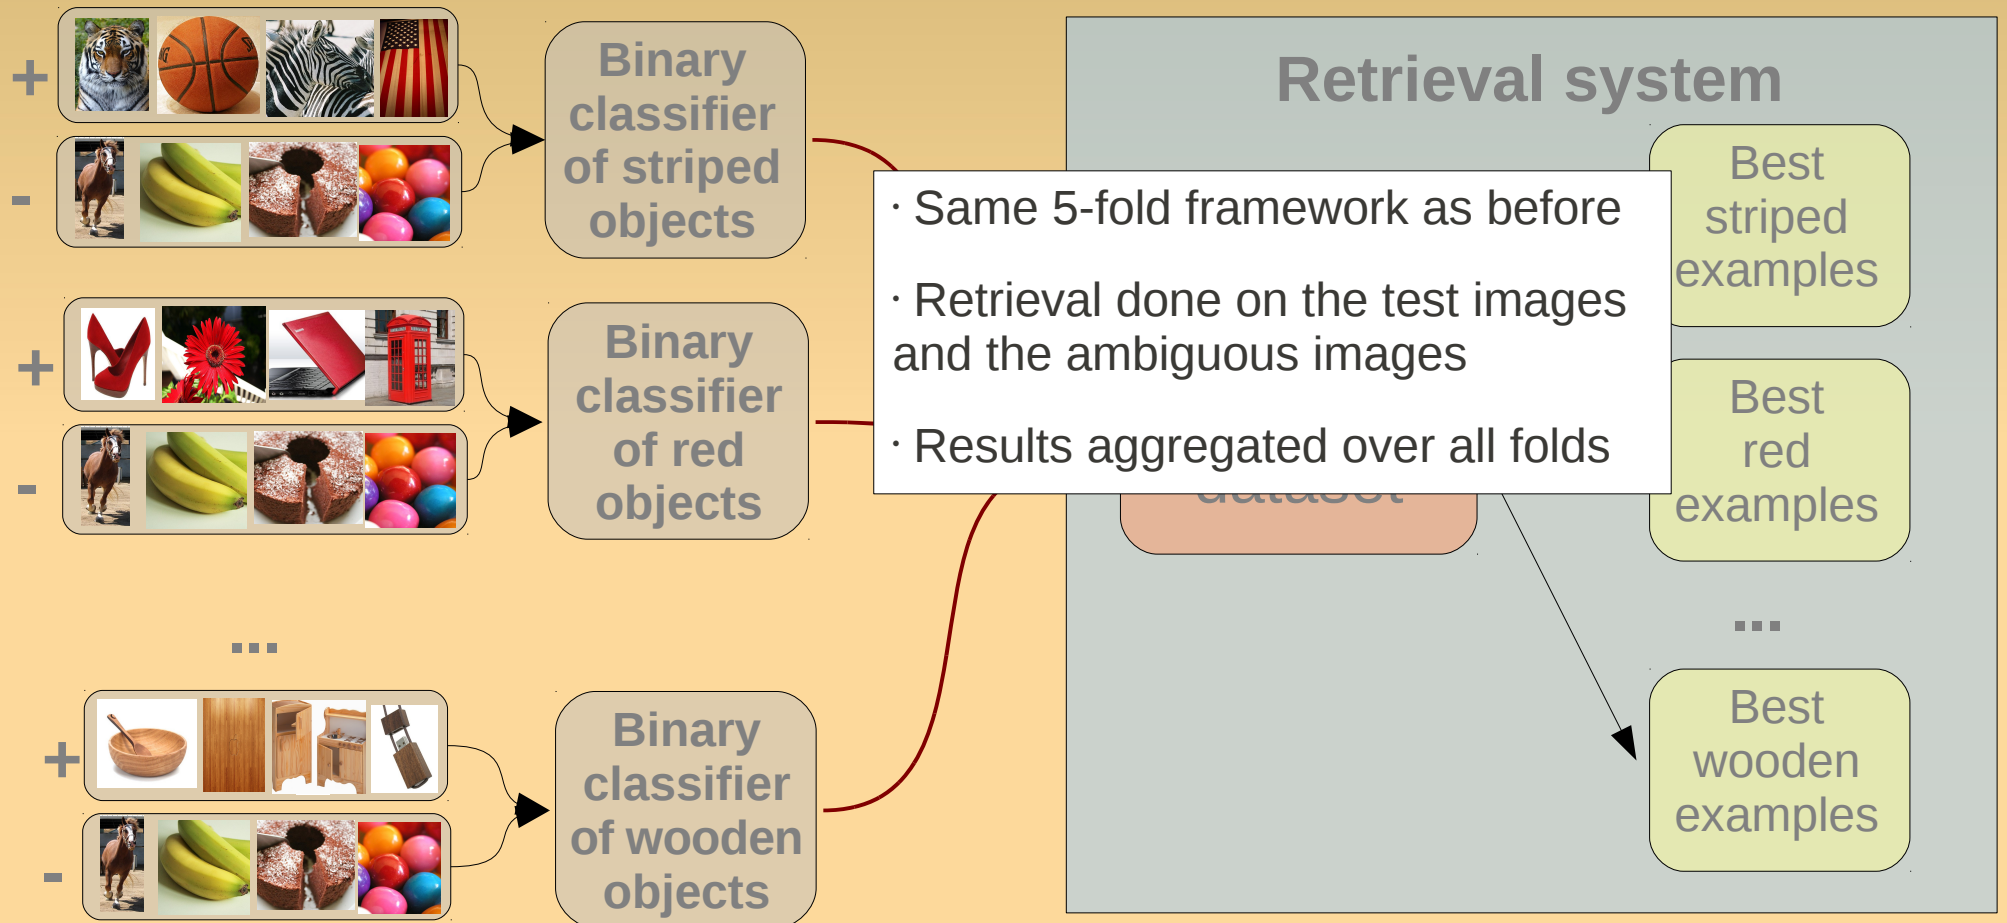 +
-
Binary
classifier
of striped
objects
+
-
Binary
classifier
of red
objects
...
+
-
Binary
classifier
of wooden
objects
Retrieval system
· Same 5-fold framework as before
· Retrieval done on the test images
and the ambiguous images
· Results aggregated over all folds
dataset
Best
striped
examples
Best
red
examples
...
Best
wooden
examples